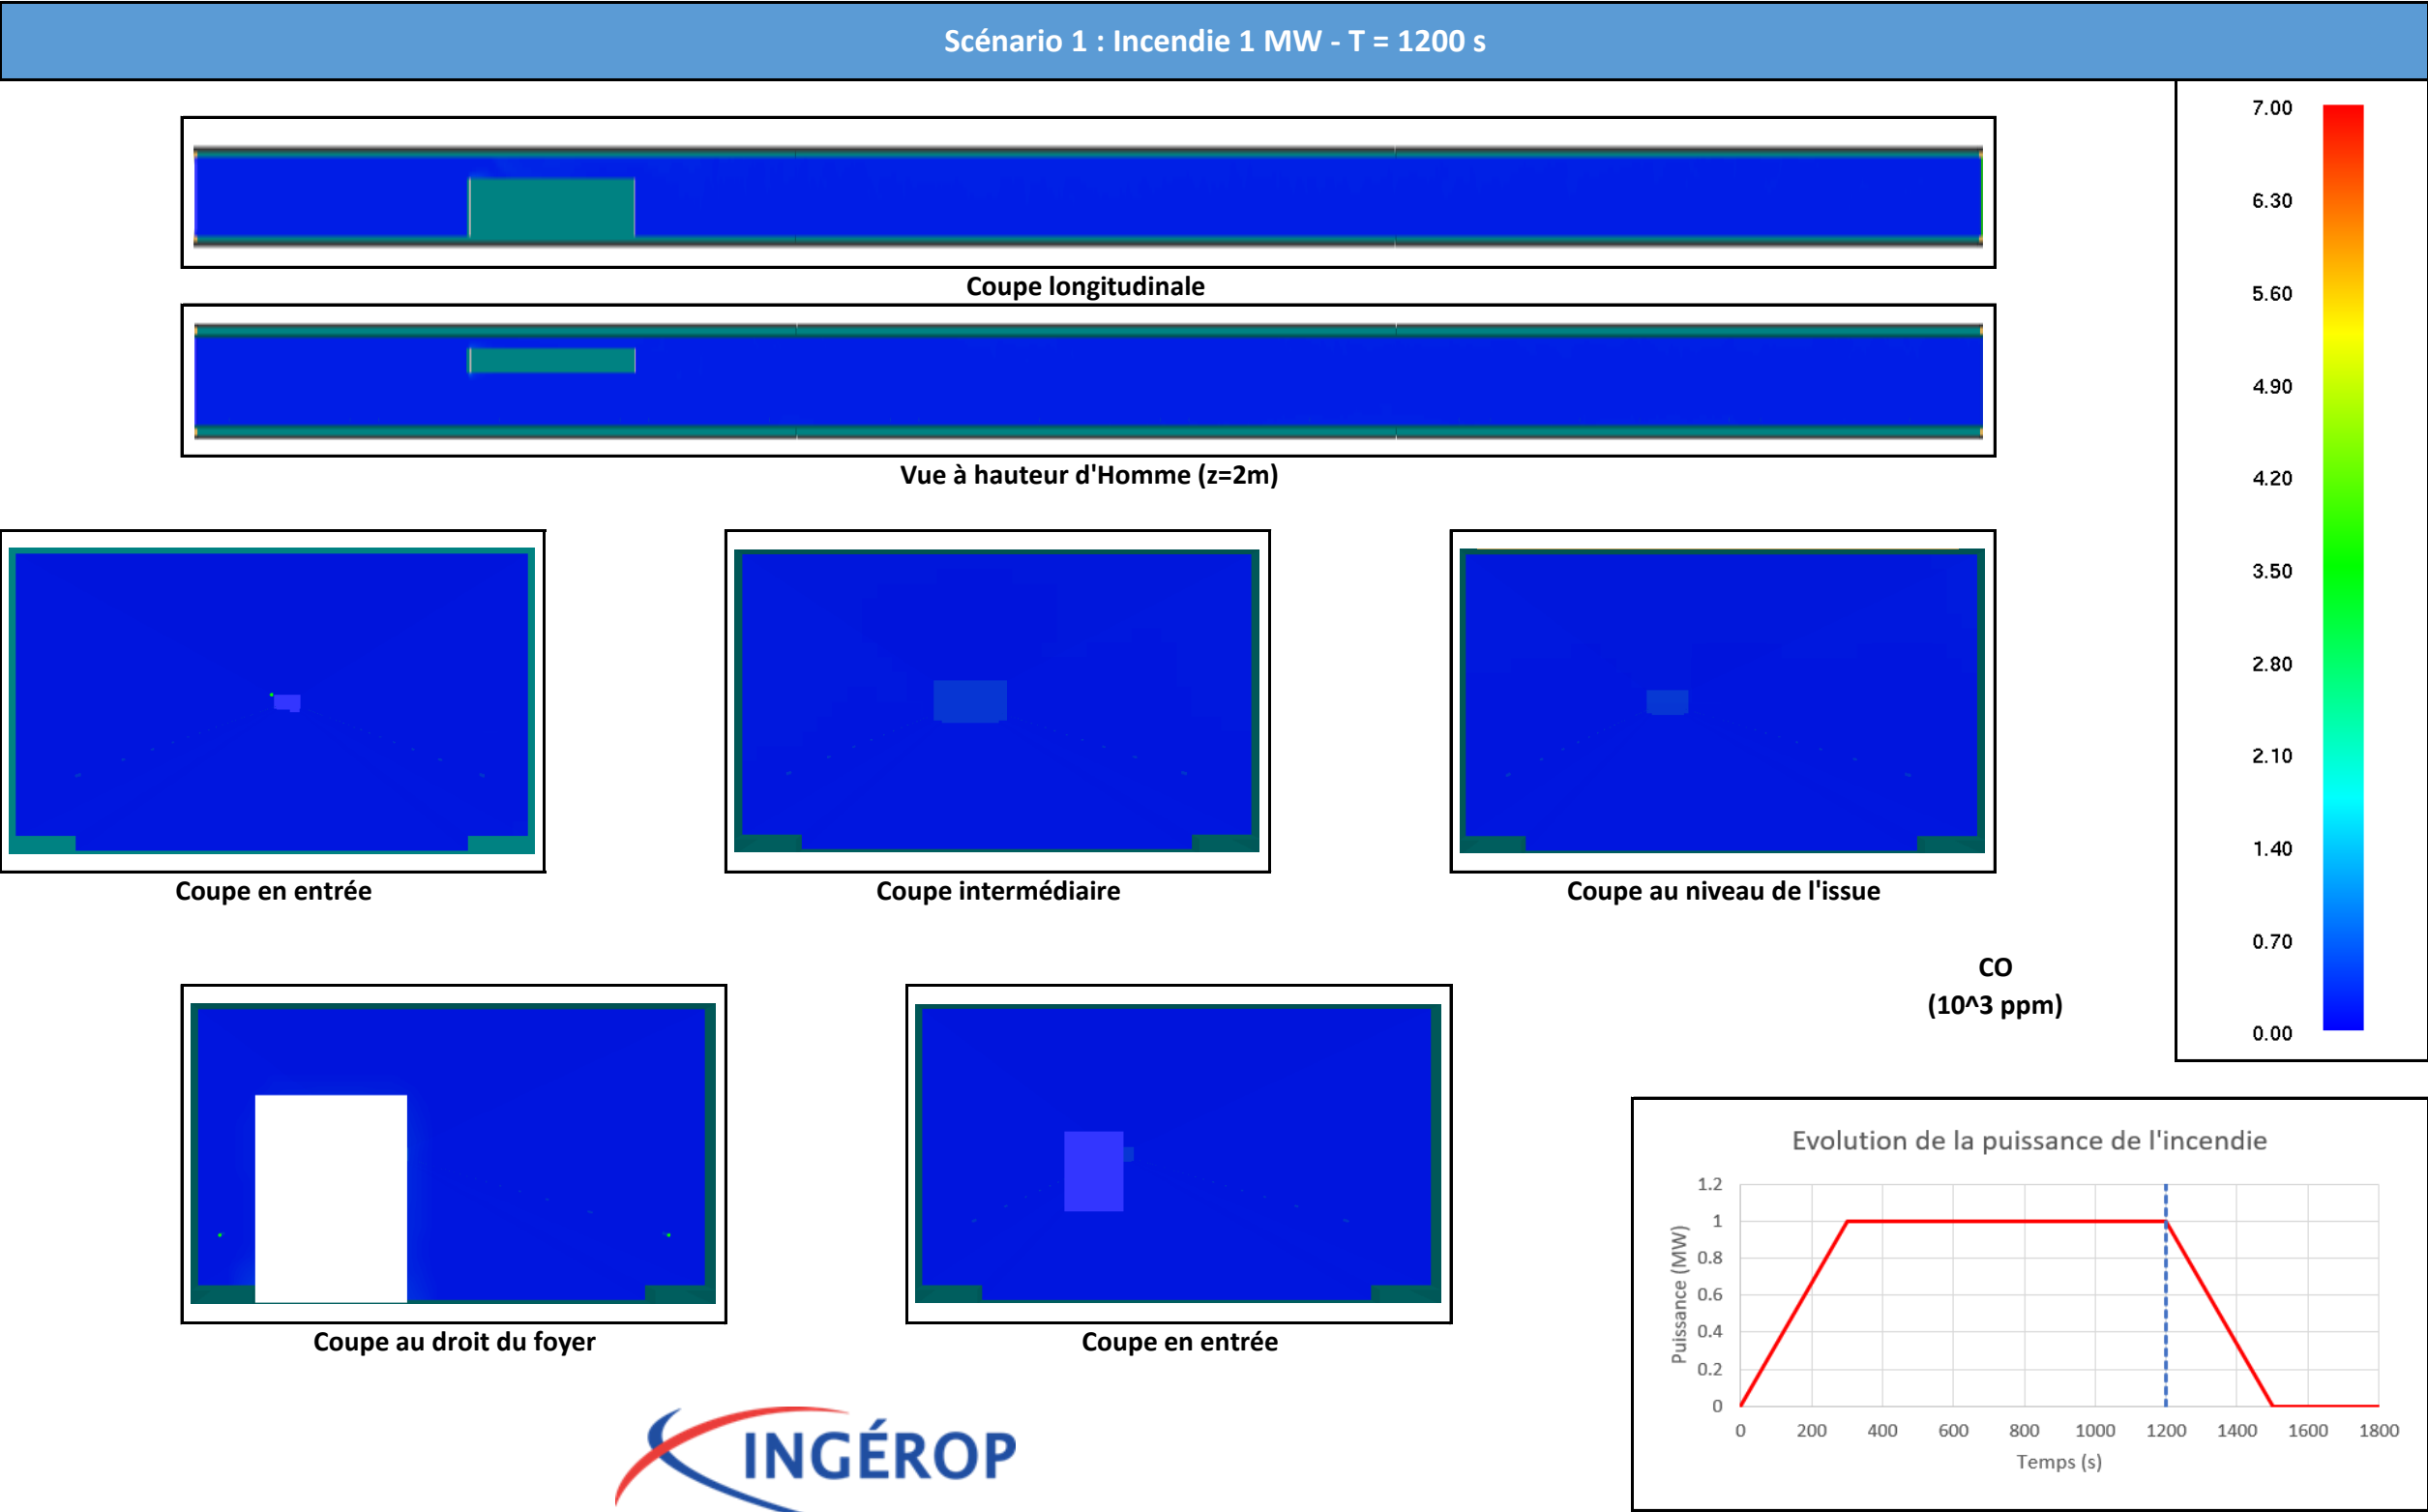 Scénario 1 : Incendie 1 MW - T = 1200 s
Coupe longitudinale
Vue à hauteur d'Homme (z=2m)
Coupe en entrée
Coupe intermédiaire
Coupe au niveau de l'issue
Coupe au droit du foyer
Coupe en entrée
CO
(10^3 ppm)
7.00
6.30
5.60
4.90
4.20
3.50
2.80
2.10
1.40
0.70
0.00
Evolution de la puissance de l'incendie
Puissance (MW)
1.2
1
0.8
0.6
0.4
0.2
0
0 200 400 600 800 1000 1200 1400 1600 1800
Temps (s)
INGÉROP